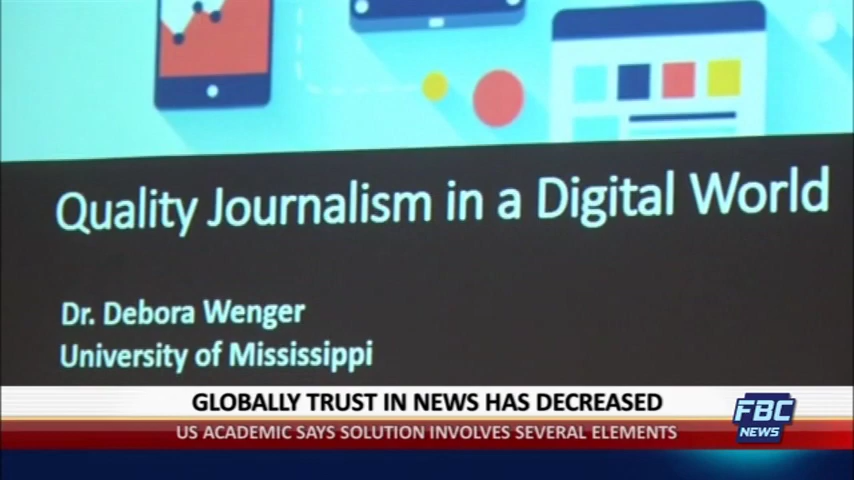 Quality Journalism in a Digital World
Dr. Debora Wenger
University of Mississippi
GLOBALLY TRUST IN NEWS HAS DECREASED
US ACADEMIC SAYS SOLUTION INVOLVES SEVERAL ELEMENTS
FBC
NEWS